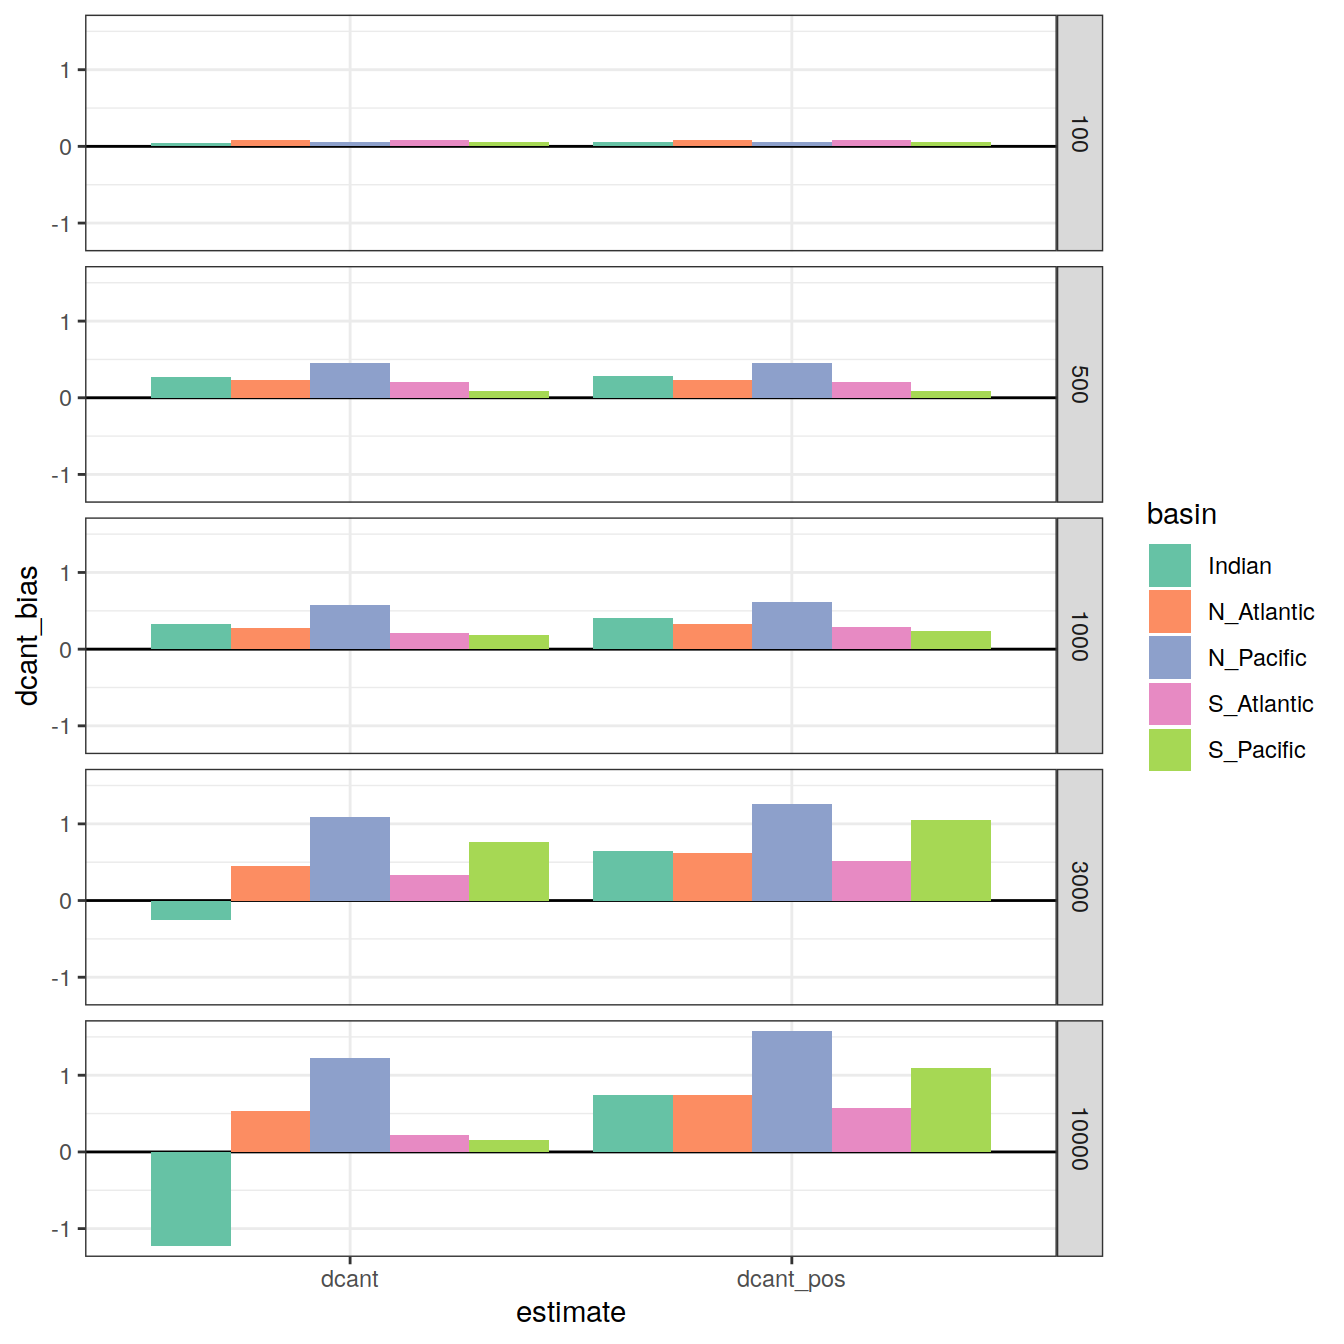 1
0
-1
100
1
0
-1
500
1
0
-1
1000
1
0
-1
3000
1
0
-1
10000
dcant
dcant_pos
estimate
dcant_bias
basin
Indian
N_Atlantic
N_Pacific
S_Atlantic
S_Pacific